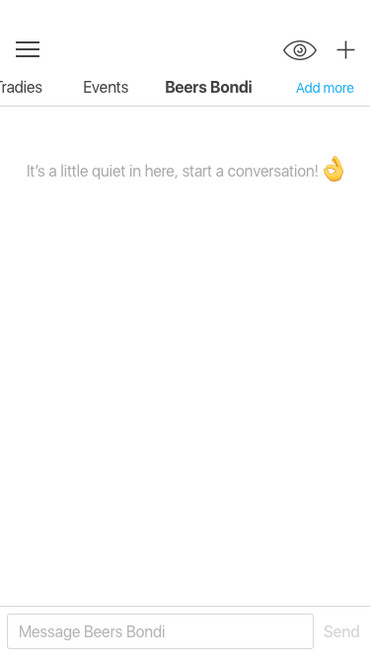 Tradies Events Beers Bondi Add more
It's a little quiet in here, start a conversation! 👌
Message Beers Bondi Send